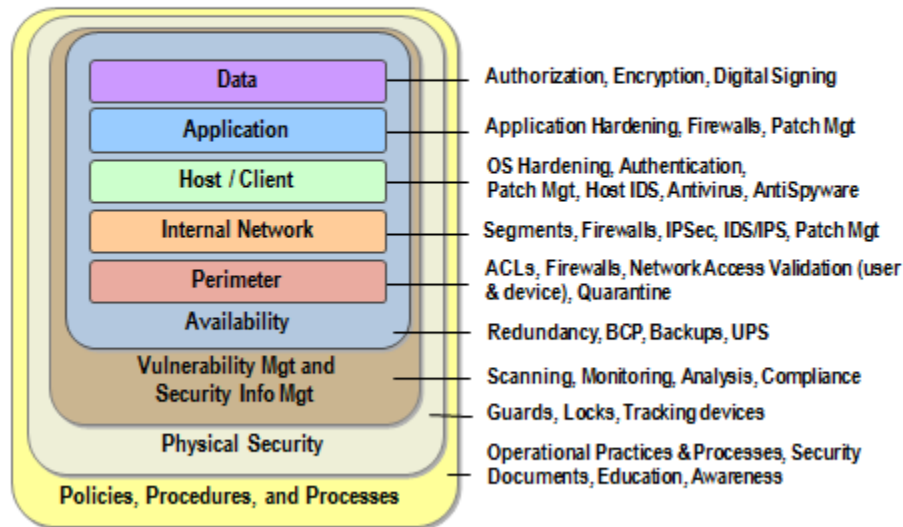 Data
Authorization, Encryption, Digital Signing
Application
Application Hardening, Firewalls, Patch Mgt
Host / Client
OS Hardening, Authentication,
Patch Mgt, Host IDS, Antivirus, AntiSpyware
Internal Network
Segments, Firewalls, IPSec, IDS/IPS, Patch Mgt
Perimeter
ACLs, Firewalls, Network Access Validation (user
& device), Quarantine
Availability
Redundancy, BCP, Backups, UPS
Vulnerability Mgt and
Security Info Mgt
Scanning, Monitoring, Analysis, Compliance
Guards, Locks, Tracking devices
Physical Security
Operational Practices & Processes, Security
Documents, Education, Awareness
Policies, Procedures, and Processes